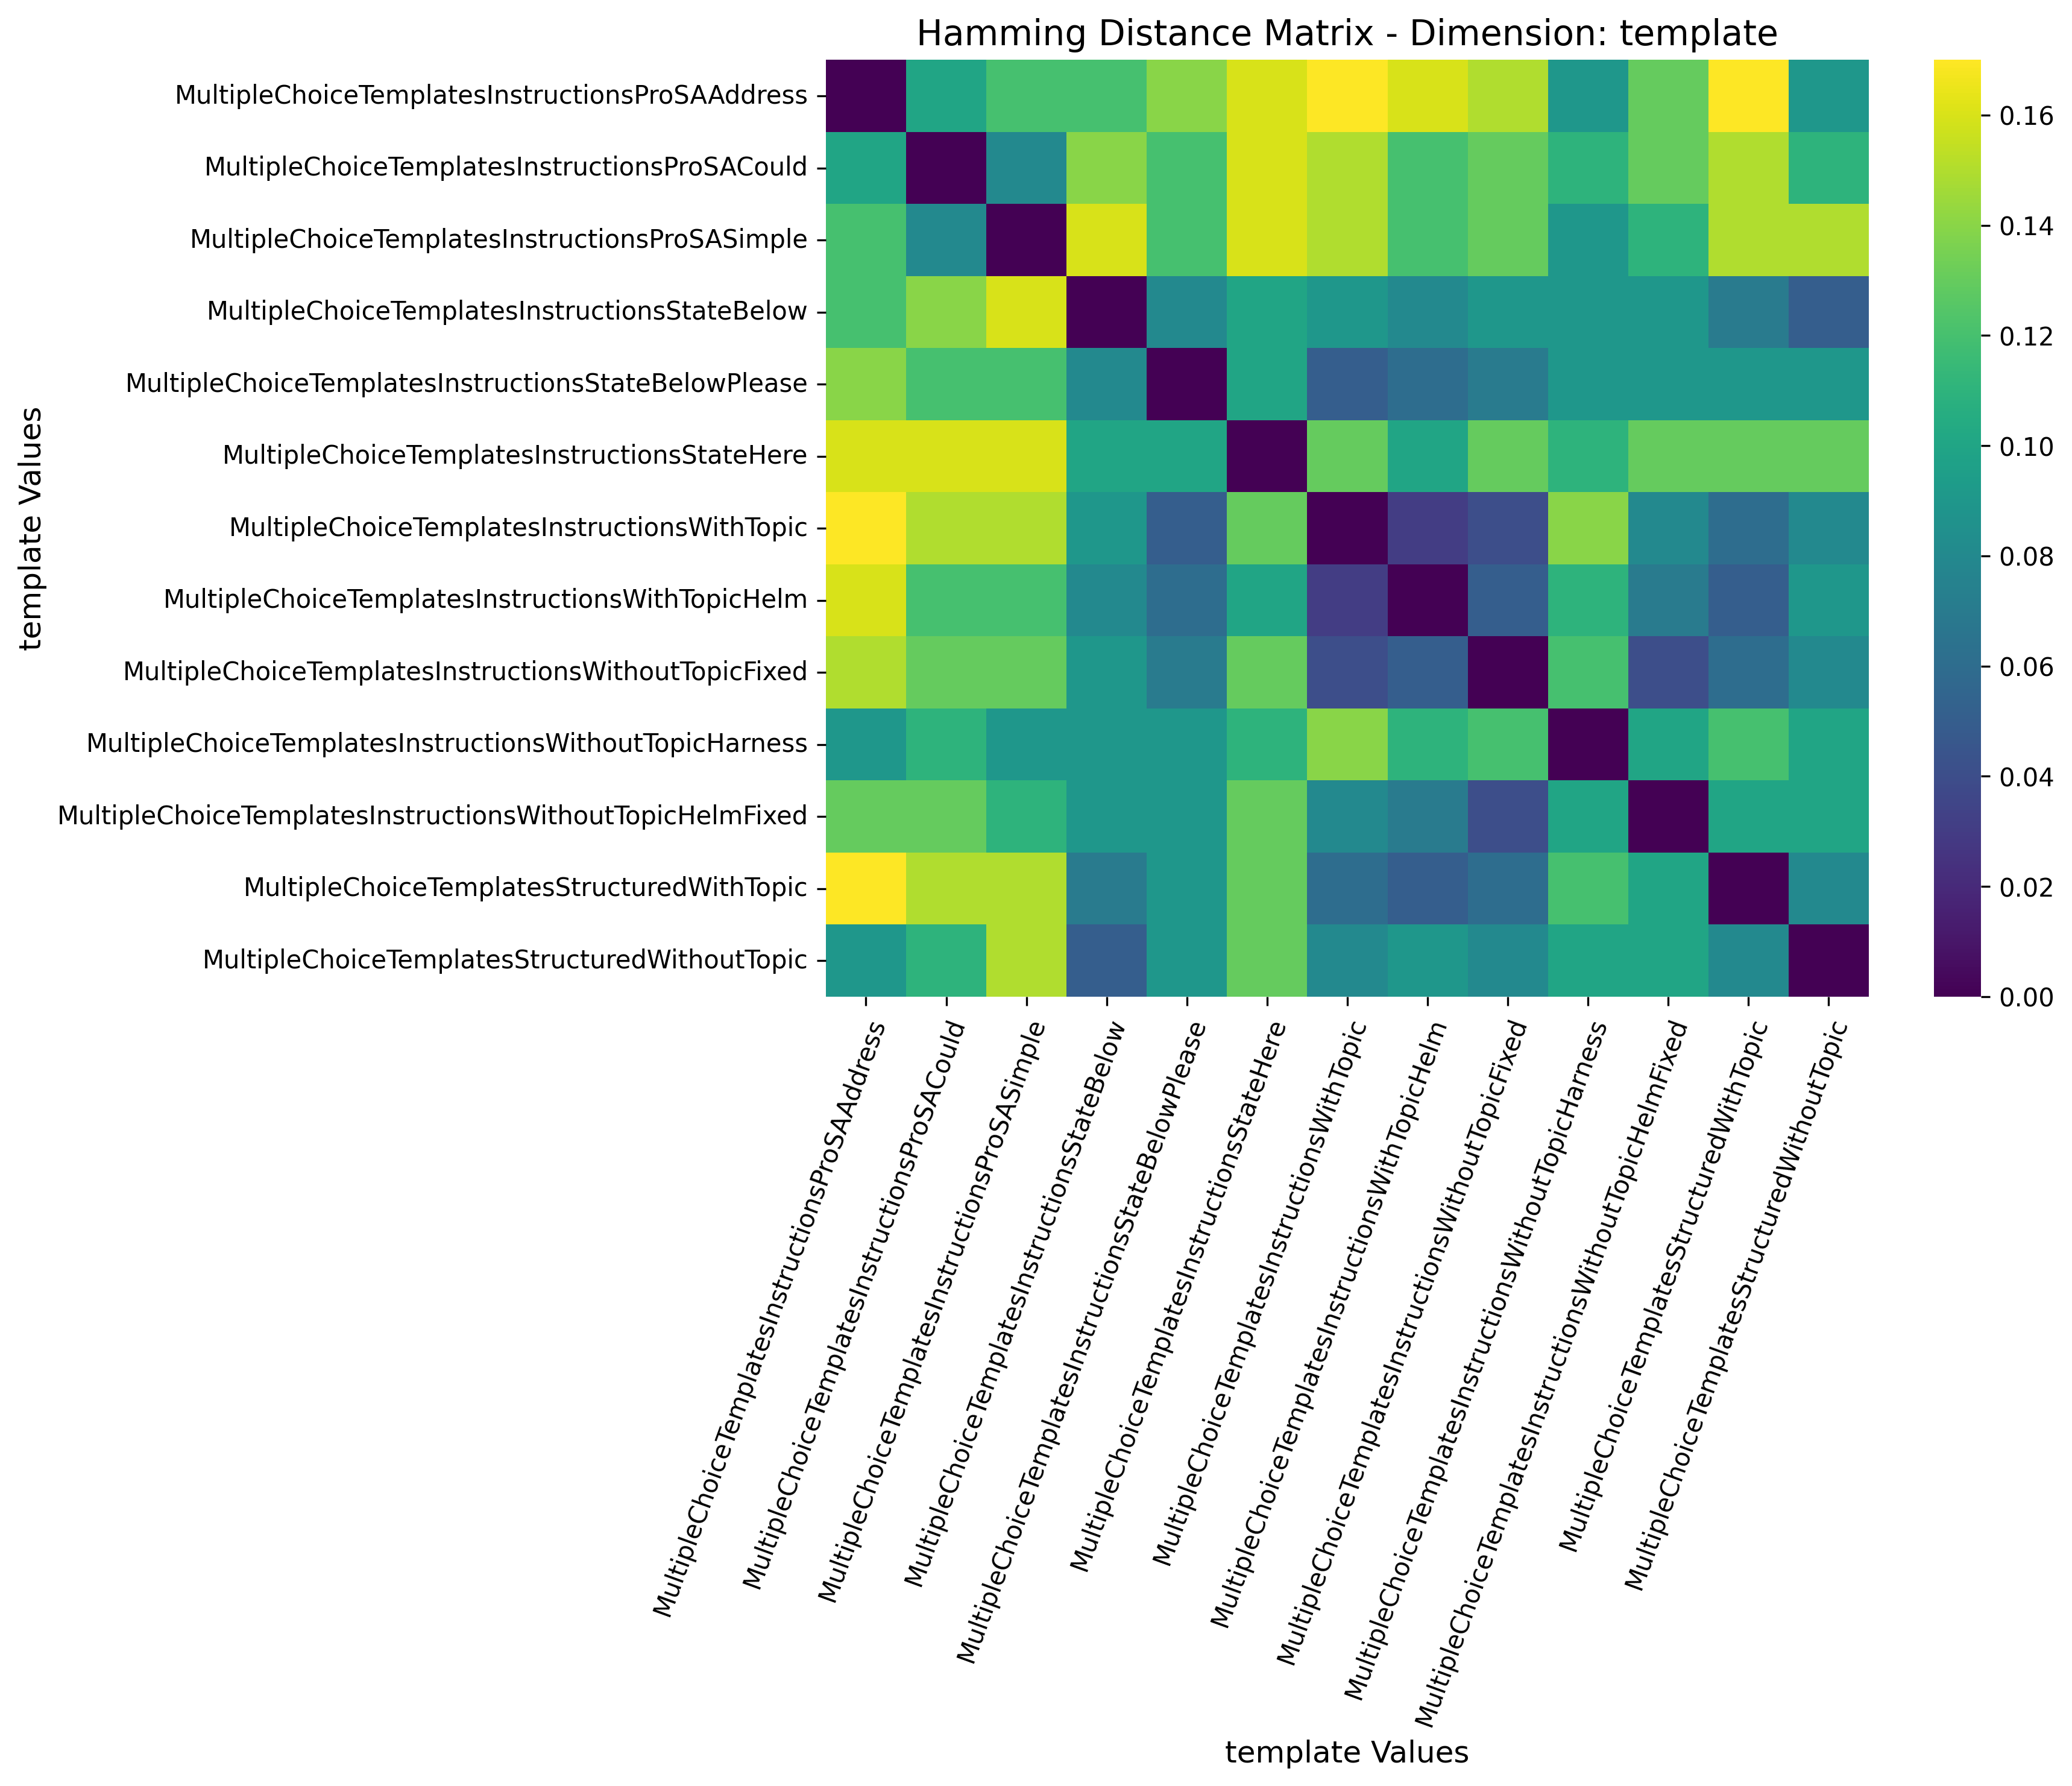 Hamming Distance Matrix - Dimension: template
MultipleChoiceTemplatesInstructionsProSAAddress
MultipleChoiceTemplatesInstructionsProSACould
MultipleChoiceTemplatesInstructionsProSASimple
MultipleChoiceTemplatesInstructionsStateBelow
MultipleChoiceTemplatesInstructionsStateBelowPlease
MultipleChoiceTemplatesInstructionsStateHere
MultipleChoiceTemplatesInstructionsWithTopic
MultipleChoiceTemplatesInstructionsWithTopicHelm
MultipleChoiceTemplatesInstructionsWithoutTopicFixed
MultipleChoiceTemplatesInstructionsWithoutTopicHarness
MultipleChoiceTemplatesInstructionsWithoutTopicHelmFixed
MultipleChoiceTemplatesStructuredWithTopic
MultipleChoiceTemplatesStructuredWithoutTopic
template Values
0.16
0.14
0.12
0.10
0.08
0.06
0.04
0.02
0.00
MultipleChoiceTemplatesInstructionsProSAAddress
MultipleChoiceTemplatesInstructionsProSACould
MultipleChoiceTemplatesInstructionsProSASimple
MultipleChoiceTemplatesInstructionsStateBelow
MultipleChoiceTemplatesInstructionsStateBelowPlease
MultipleChoiceTemplatesInstructionsStateHere
MultipleChoiceTemplatesInstructionsWithTopic
MultipleChoiceTemplatesInstructionsWithTopicHelm
MultipleChoiceTemplatesInstructionsWithoutTopicFixed
MultipleChoiceTemplatesInstructionsWithoutTopicHarness
MultipleChoiceTemplatesInstructionsWithoutTopicHelmFixed
MultipleChoiceTemplatesStructuredWithTopic
MultipleChoiceTemplatesStructuredWithoutTopic
template Values